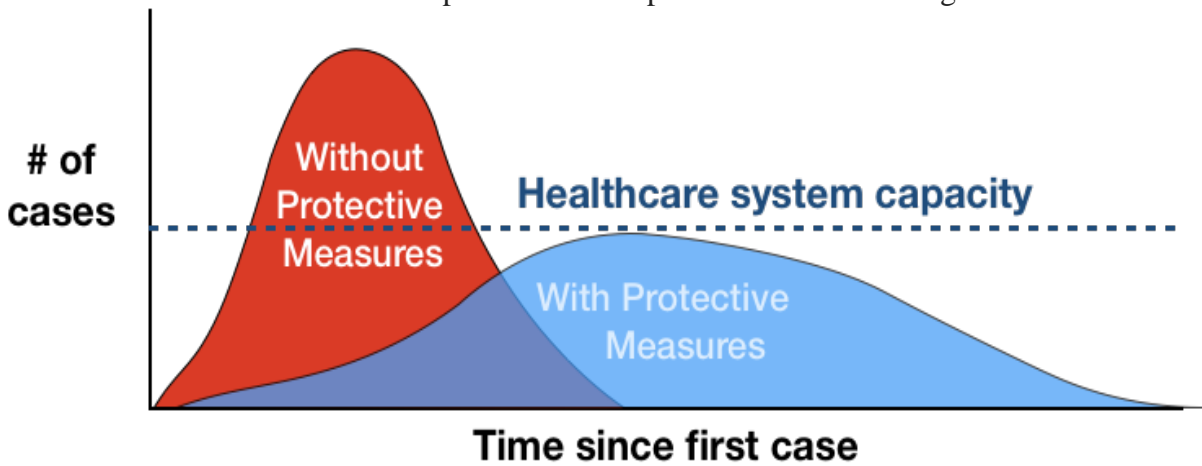 # of
cases
Without
Protective
Measures
Healthcare system capacity
With Protective
Measures
Time since first case